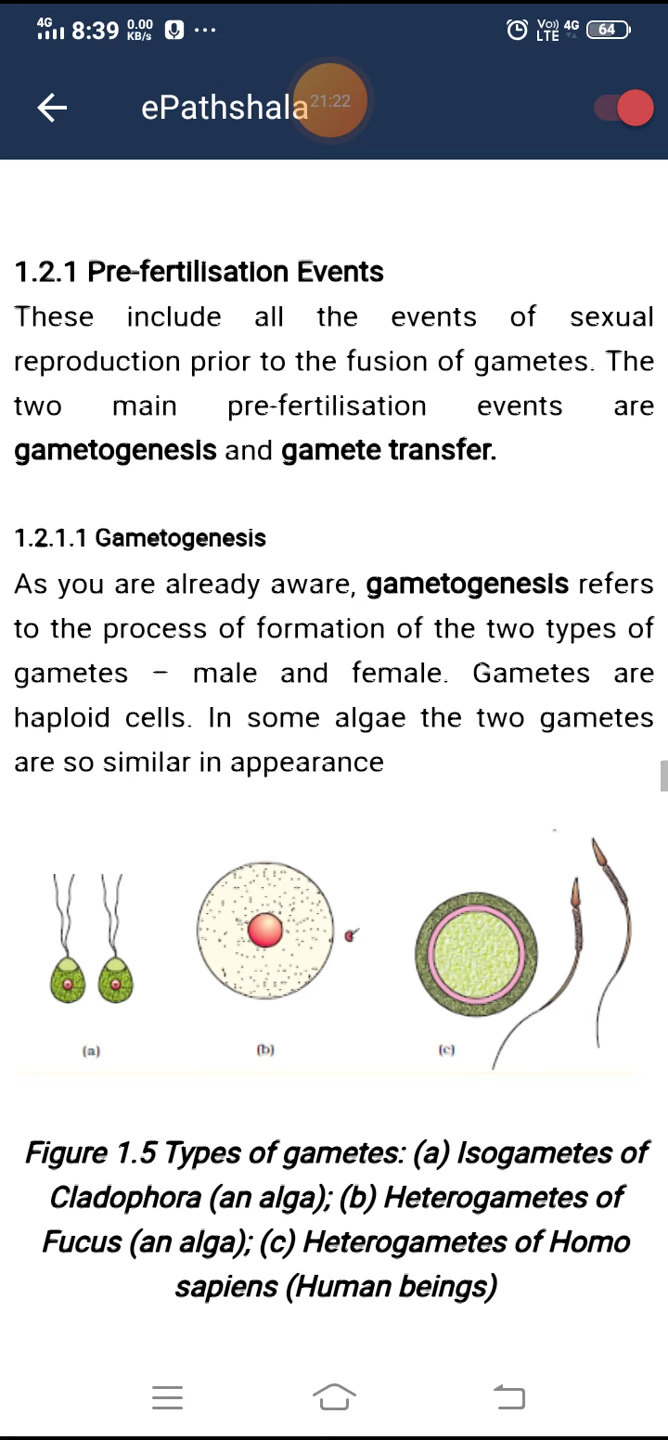 4G 8:39 0.00 KB/s ... Vo)) LTE 4G 64
ePathshala 21:22
1.2.1 Pre-fertilisation Events
These include all the events of sexual
reproduction prior to the fusion of gametes. The
two main pre-fertilisation events are
gametogenesis and gamete transfer.
1.2.1.1 Gametogenesis
As you are already aware, gametogenesis refers
to the process of formation of the two types of
gametes – male and female. Gametes are
haploid cells. In some algae the two gametes
are so similar in appearance
(a) (b) (c)
Figure 1.5 Types of gametes: (a) Isogametes of
Cladophora (an alga); (b) Heterogametes of
Fucus (an alga); (c) Heterogametes of Homo
sapiens (Human beings)